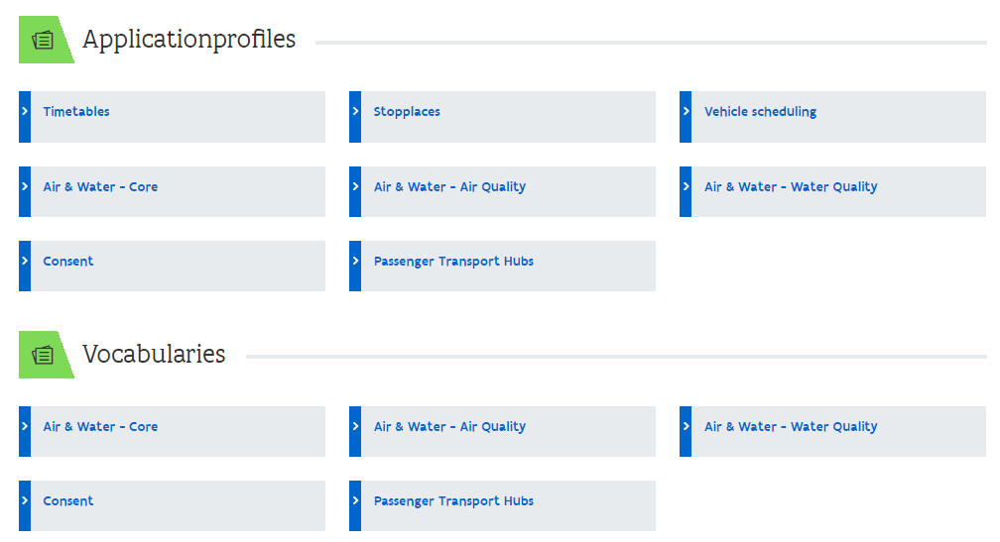 Applicationprofiles
Timetables
Stopplaces
Vehicle scheduling
Air & Water - Core
Air & Water - Air Quality
Air & Water - Water Quality
Consent
Passenger Transport Hubs
Vocabularies
Air & Water - Core
Air & Water - Air Quality
Air & Water - Water Quality
Consent
Passenger Transport Hubs